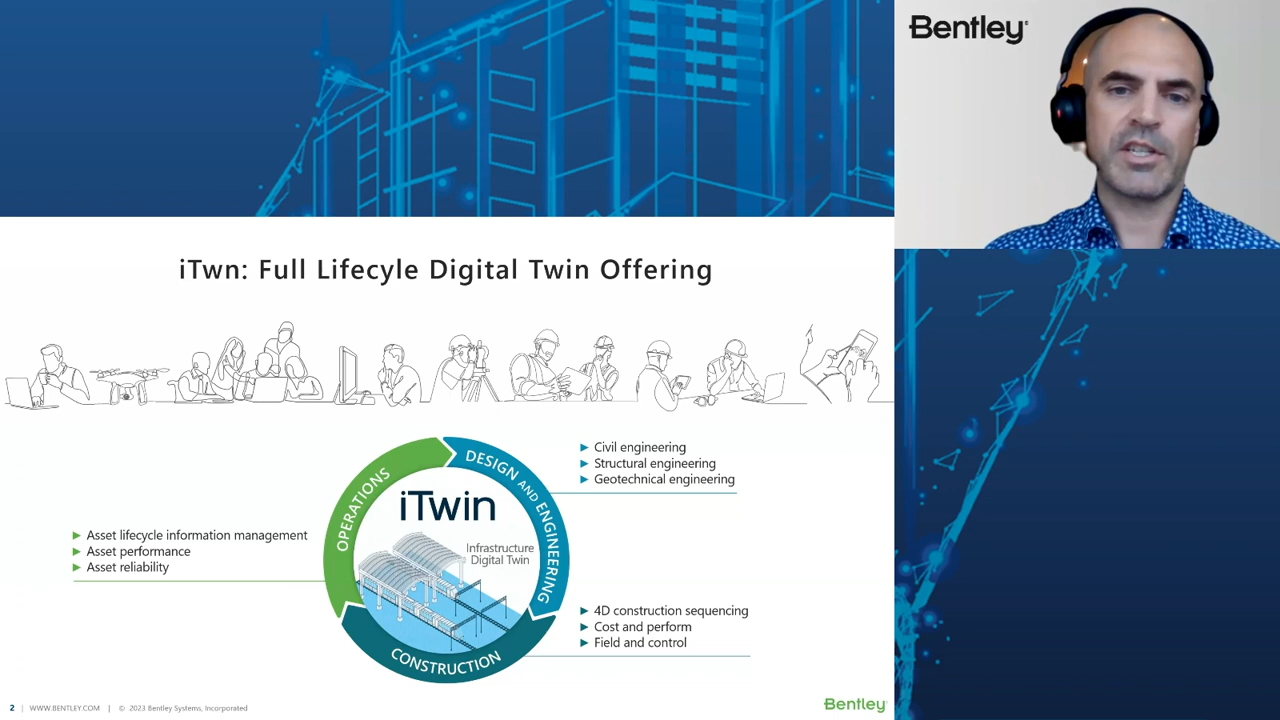 Bentley
iTwn: Full Lifecyle Digital Twin Offering
Civil engineering
Structural engineering
Geotechnical engineering
OPERATIONS
DESIGN AND ENGINEERING
iTwin
Infrastructure
Digital Twin
Asset lifecycle information management
Asset performance
Asset reliability
4D construction sequencing
Cost and perform
Field and control
CONSTRUCTION
2 | WWW.BENTLEY.COM | © 2023 Bentley Systems, Incorporated
Bentley